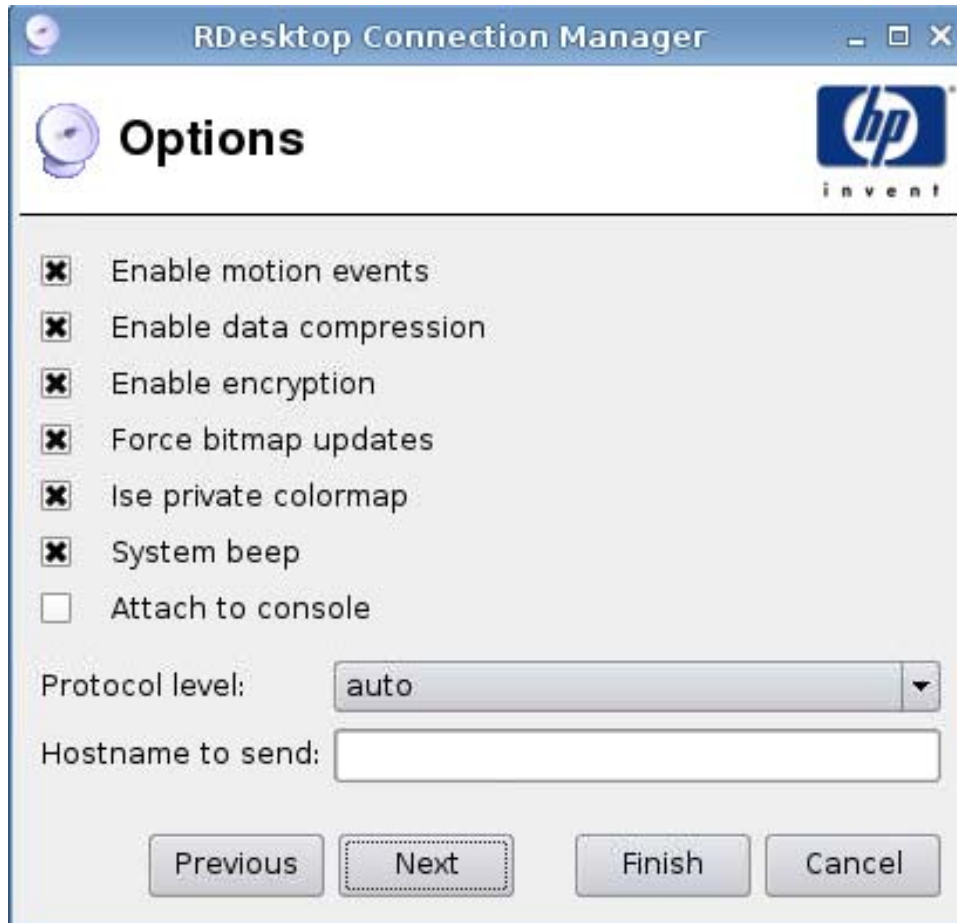 RDesktop Connection Manager
Options
hp
invent
Enable motion events
Enable data compression
Enable encryption
Force bitmap updates
Ise private colormap
System beep
Attach to console
Protocol level: auto
Hostname to send:
Previous Next Finish Cancel